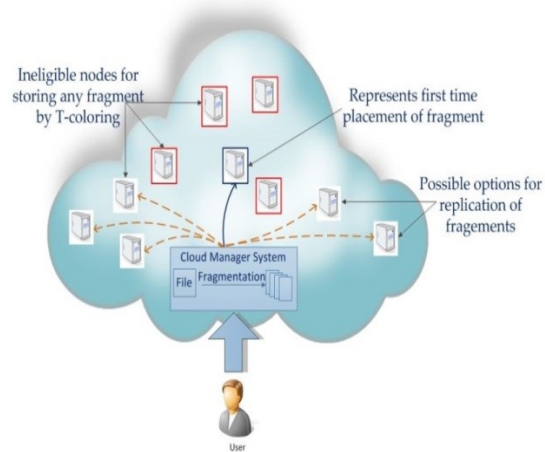 Ineligible nodes for
storing any fragment
by T-coloring
Represents first time
placement of fragment
Possible options for
replication of
fragements
Cloud Manager System
File
Fragmentation
User